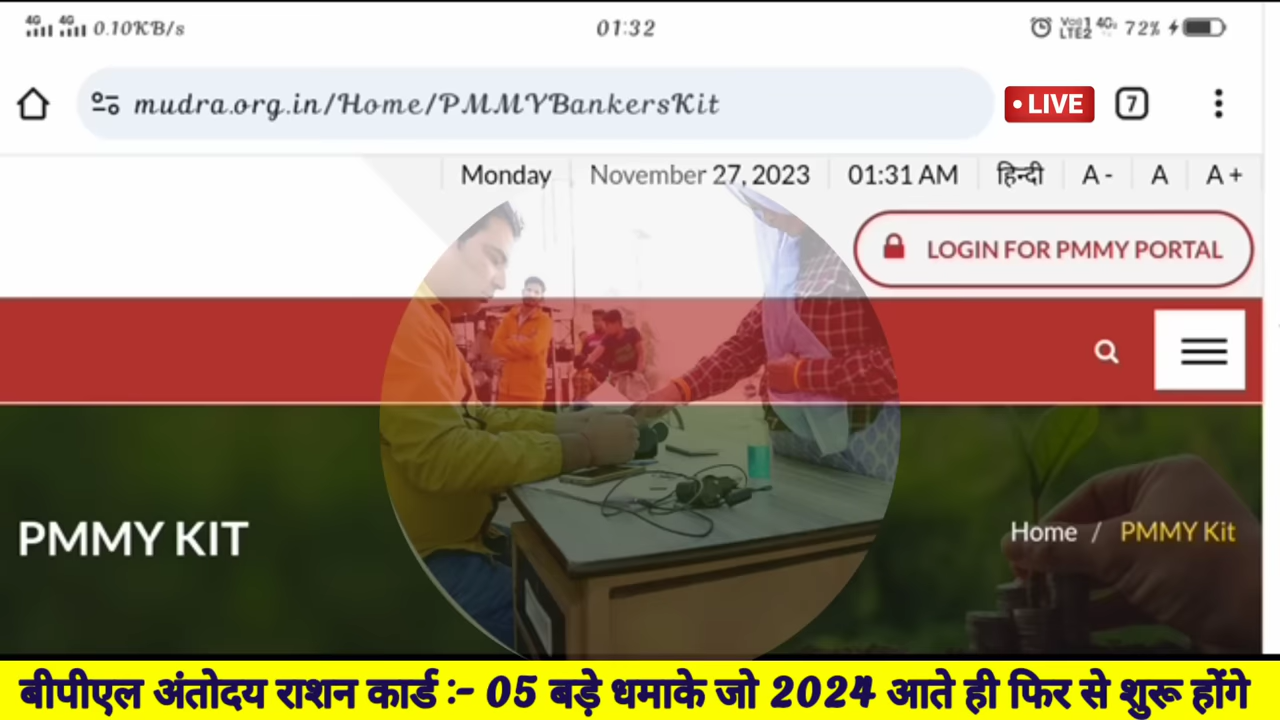 4G 4G 0.10KB/s 01:32 Vo) 1 LTE2 4G 72%
mudra.org.in/Home/PMMYBankersKit • LIVE 7
Monday November 27, 2023 01:31 AM हिन्दी A - A A +
LOGIN FOR PMMY PORTAL
PMMY KIT Home / PMMY Kit
बीपीएल अंतोदय राशन कार्ड :- 05 बड़े धमाके जो 2024 आते ही फिर से शुरू होंगे